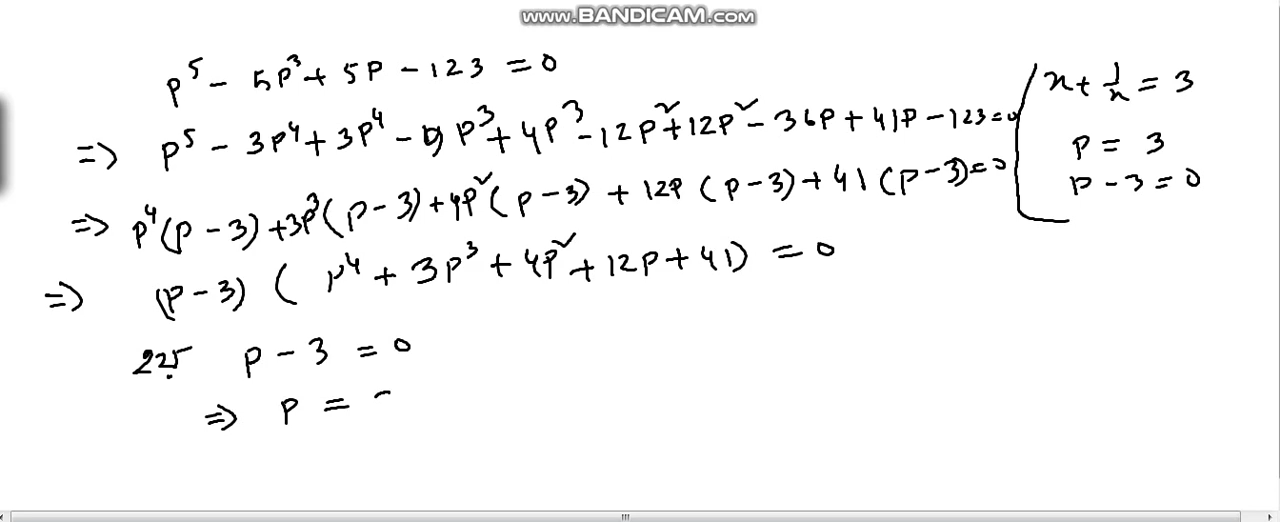 www.BANDICAM.com
p⁵ - 5p³ + 5p - 123 = 0
=> p⁵ - 3p⁴ + 3p⁴ - 9p³ + 4p³ - 12p² + 12p² - 36p + 41p - 123 = 0
=> p⁴(p - 3) + 3p³(p - 3) + 4p²(p - 3) + 12p(p - 3) + 41(p - 3) = 0
=> (p - 3) ( p⁴ + 3p³ + 4p² + 12p + 41) = 0
হয় p - 3 = 0
=> p =
x + 1/x = 3
p = 3
p - 3 = 0